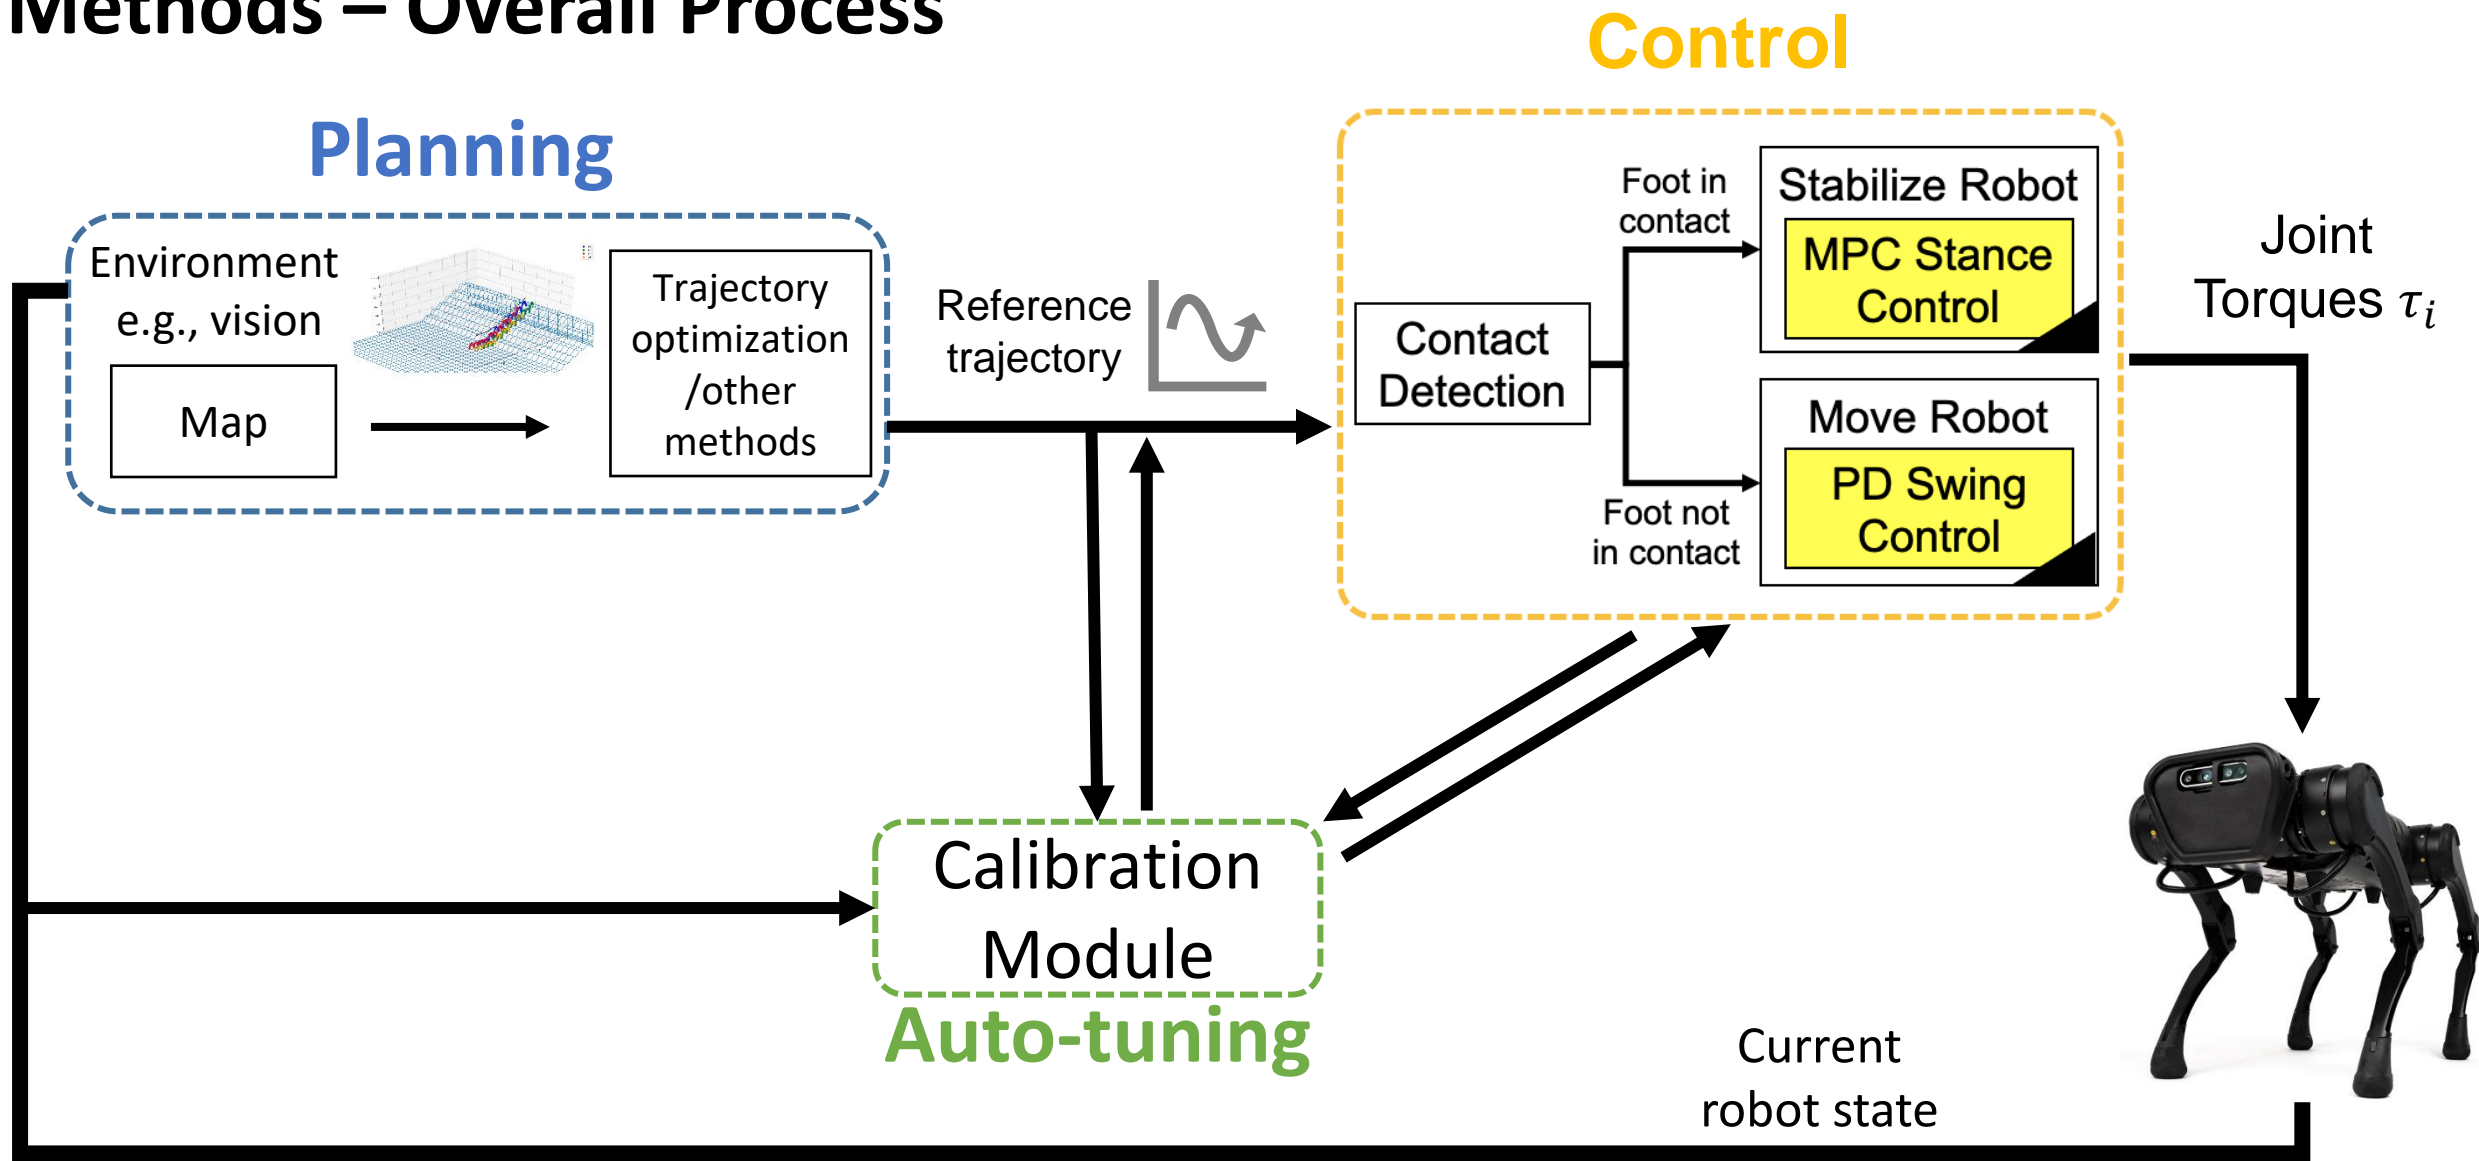 Methods – Overall Process
Control
Planning
Environment
e.g., vision
Map
Trajectory
optimization
/other
methods
Reference
trajectory
Contact
Detection
Foot in
contact
Foot not
in contact
Stabilize Robot
MPC Stance
Control
Move Robot
PD Swing
Control
Joint
Torques τᵢ
Calibration
Module
Auto-tuning
Current
robot state